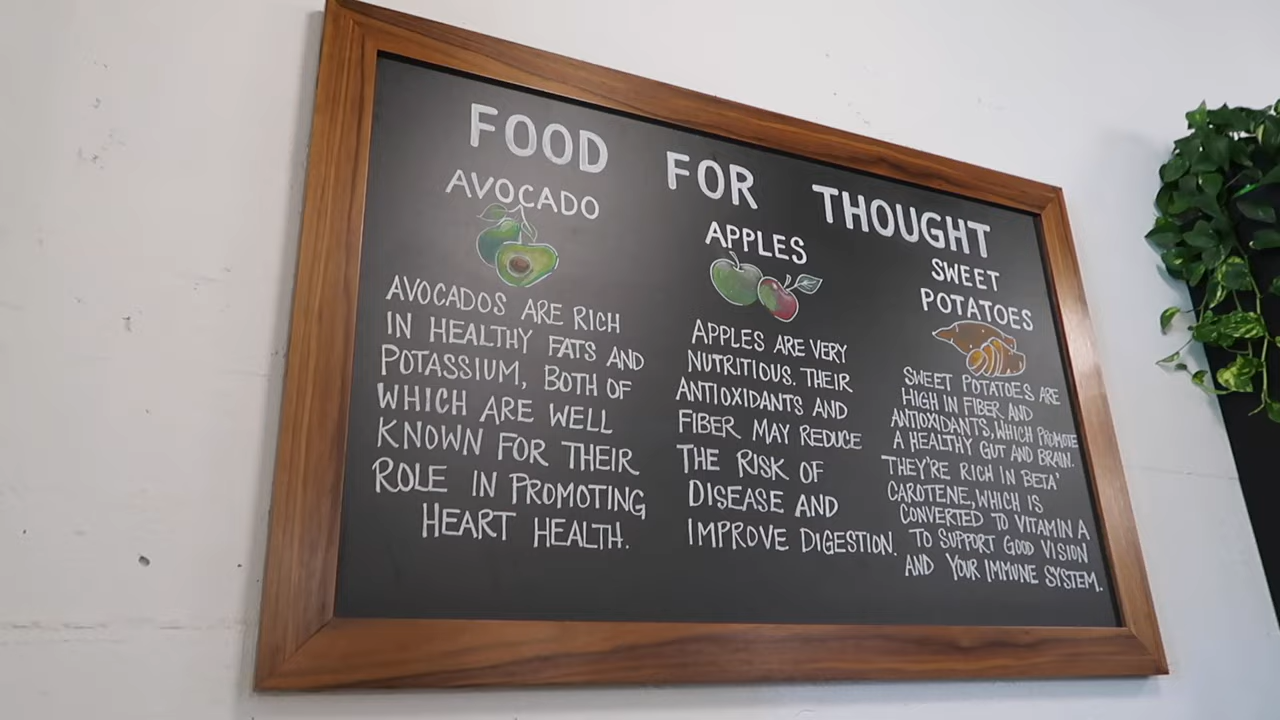 FOOD FOR THOUGHT
AVOCADO
AVOCADOS ARE RICH
IN HEALTHY FATS AND
POTASSIUM, BOTH OF
WHICH ARE WELL
KNOWN FOR THEIR
ROLE IN PROMOTING
HEART HEALTH.
APPLES
APPLES ARE VERY
NUTRITIOUS. THEIR
ANTIOXIDANTS AND
FIBER MAY REDUCE
THE RISK OF
DISEASE AND
IMPROVE DIGESTION.
SWEET
POTATOES
SWEET POTATOES ARE
HIGH IN FIBER AND
ANTIOXIDANTS, WHICH PROMOTE
A HEALTHY GUT AND BRAIN.
THEY'RE RICH IN BETA'
CAROTENE, WHICH IS
CONVERTED TO VITAMIN A
TO SUPPORT GOOD VISION
AND YOUR IMMUNE SYSTEM.